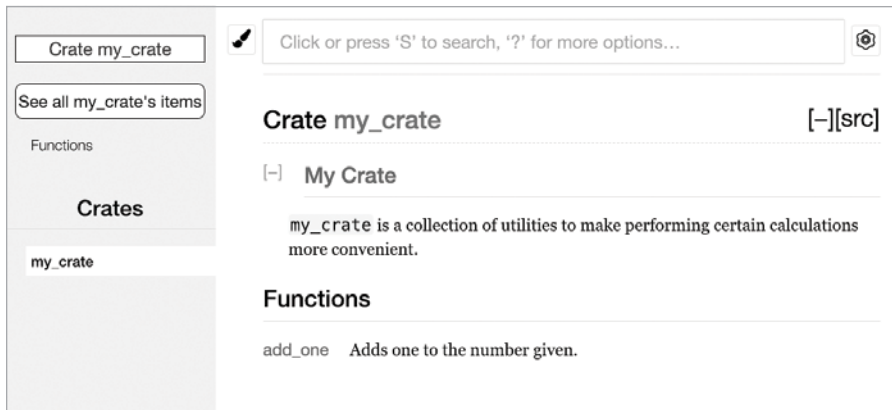 Crate my_crate
See all my_crate's items
Functions
Crates
my_crate
Click or press ‘S’ to search, ‘?’ for more options…
Crate my_crate
[−][src]
[−] My Crate
my_crate is a collection of utilities to make performing certain calculations
more convenient.
Functions
add_one Adds one to the number given.